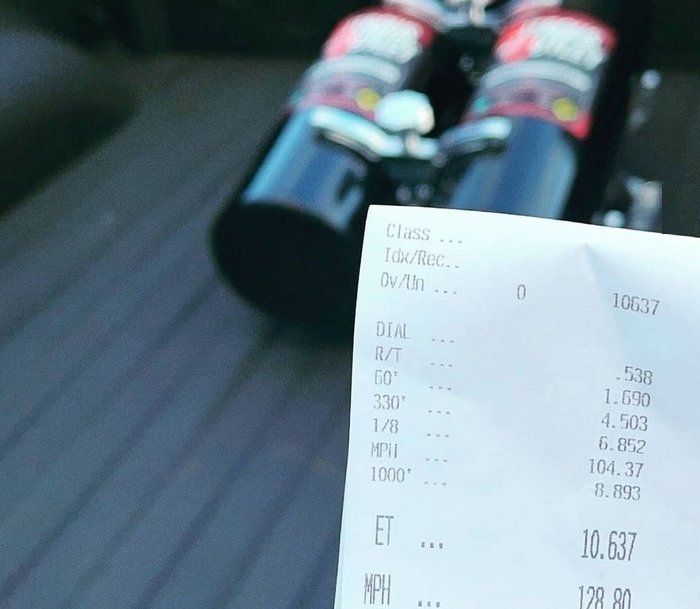 Class ...
Idx/Rec..
Ov/Un ... 0 10637
DIAL ...
R/T ... .538
60' ... 1.690
330' ... 4.503
1/8 ... 6.852
MPH ... 104.37
1000' ... 8.893
ET ... 10.637
MPH ... 128.80